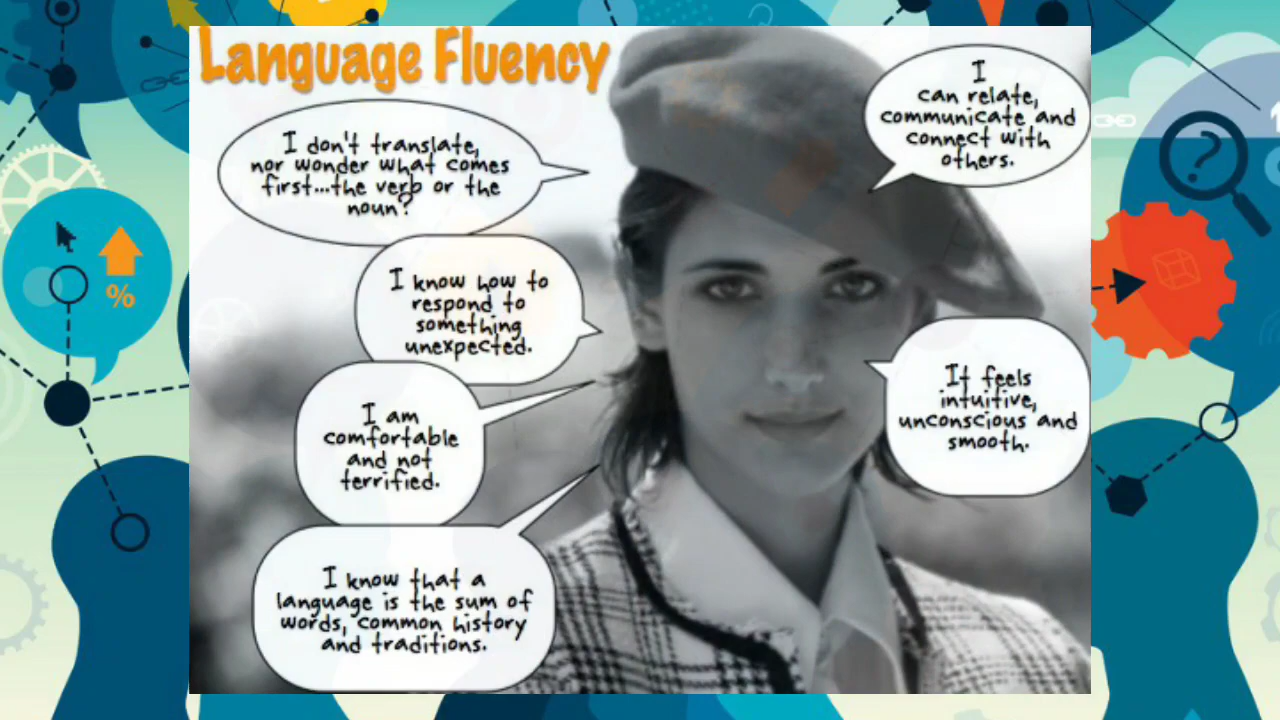 Language Fluency
I don't translate,
nor wonder what comes
first...the verb or the
noun?
I
can relate,
communicate and
connect with
others.
I know how to
respond to
something
unexpected.
It feels
intuitive,
unconscious and
smooth.
I am
comfortable
and not
terrified.
I know that a
language is the sum of
words, common history
and traditions.
%
?